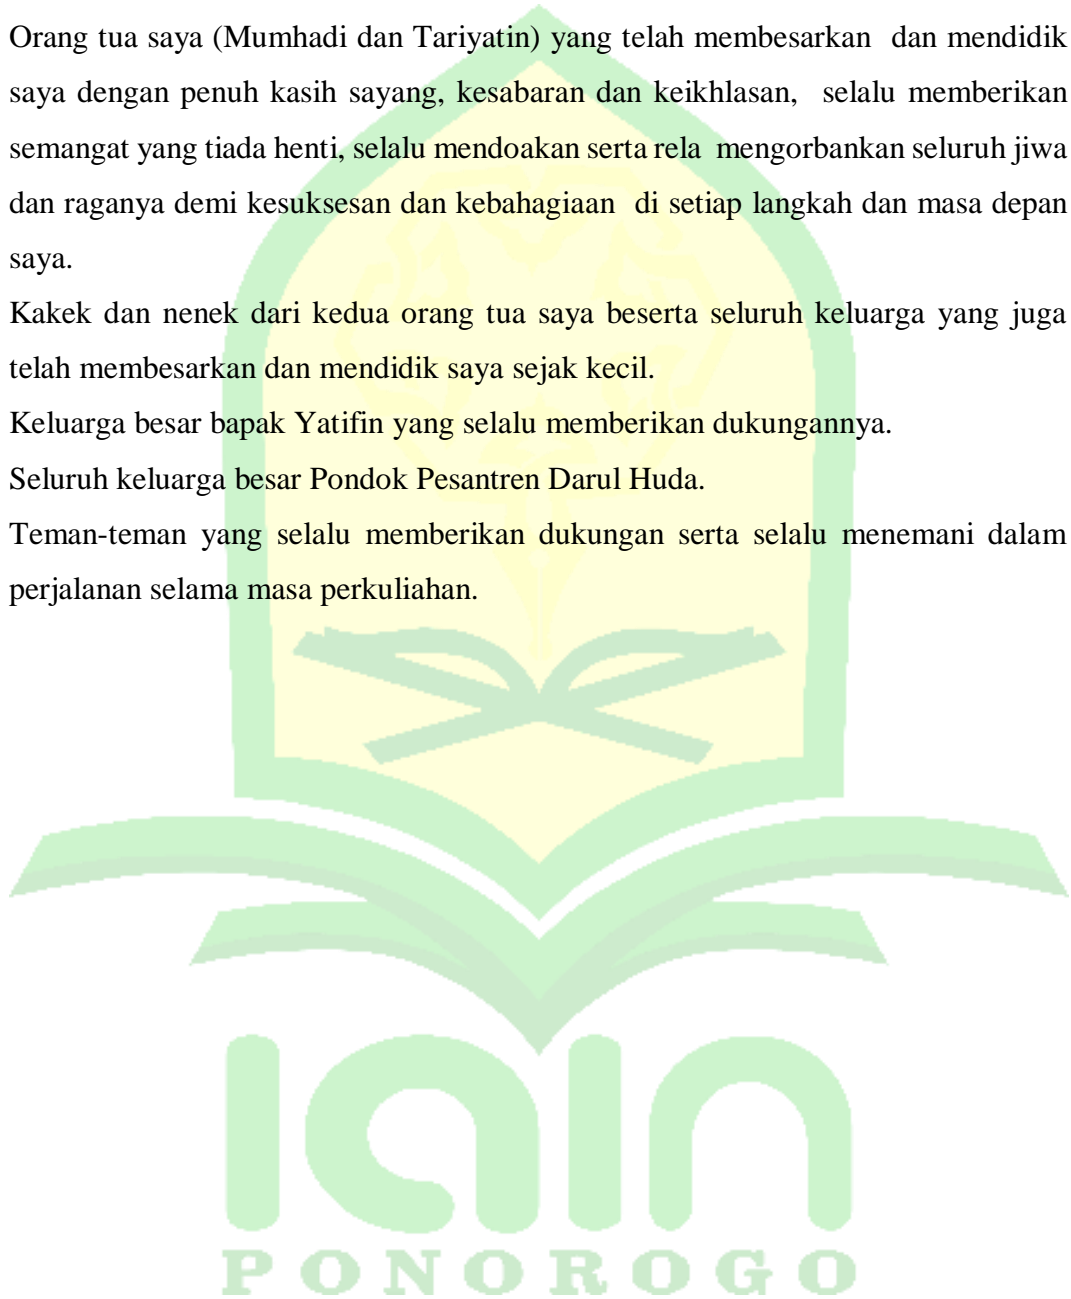 Orang tua saya (Mumhadi dan Tariyatin) yang telah membesarkan dan mendidik
saya dengan penuh kasih sayang, kesabaran dan keikhlasan, selalu memberikan
semangat yang tiada henti, selalu mendoakan serta rela mengorbankan seluruh jiwa
dan raganya demi kesuksesan dan kebahagiaan di setiap langkah dan masa depan
saya.
Kakek dan nenek dari kedua orang tua saya beserta seluruh keluarga yang juga
telah membesarkan dan mendidik saya sejak kecil.
Keluarga besar bapak Yatifin yang selalu memberikan dukungannya.
Seluruh keluarga besar Pondok Pesantren Darul Huda.
Teman-teman yang selalu memberikan dukungan serta selalu menemani dalam
perjalanan selama masa perkuliahan.
IAIN
PONOROGO